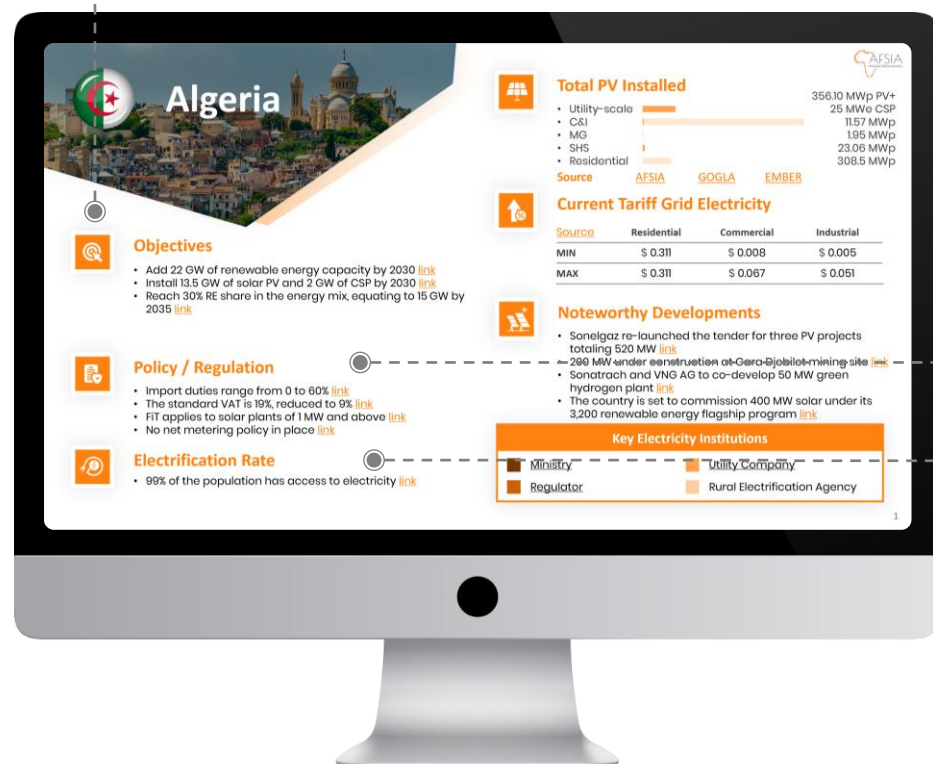 Algeria
AFSIA
Objectives
• Add 22 GW of renewable energy capacity by 2030 link
• Install 13.5 GW of solar PV and 2 GW of CSP by 2030 link
• Reach 30% RE share in the energy mix, equating to 15 GW by
2035 link
Policy / Regulation
• Import duties range from 0 to 60% link
• The standard VAT is 19%, reduced to 9% link
• FiT applies to solar plants of 1 MW and above link
• No net metering policy in place link
Electrification Rate
• 99% of the population has access to electricity link
Total PV Installed
356.10 MWp PV+
• Utility-scale 25 MWe CSP
• C&I 11.57 MWp
• MG 1.95 MWp
• SHS 23.06 MWp
• Residential 308.5 MWp
Source AFSIA GOGLA EMBER
Current Tariff Grid Electricity
Source Residential Commercial Industrial
MIN $ 0.311 $ 0.008 $ 0.005
MAX $ 0.311 $ 0.067 $ 0.051
Noteworthy Developments
• Sonelgaz re-launched the tender for three PV projects
totaling 520 MW link
• 200 MW under construction at Gara Djobilot mining site link
• Sonatrach and VNG AG to co-develop 50 MW green
hydrogen plant link
• The country is set to commission 400 MW solar under its
3,200 renewable energy flagship program link
Key Electricity Institutions
Ministry Utility Company
Regulator Rural Electrification Agency
1